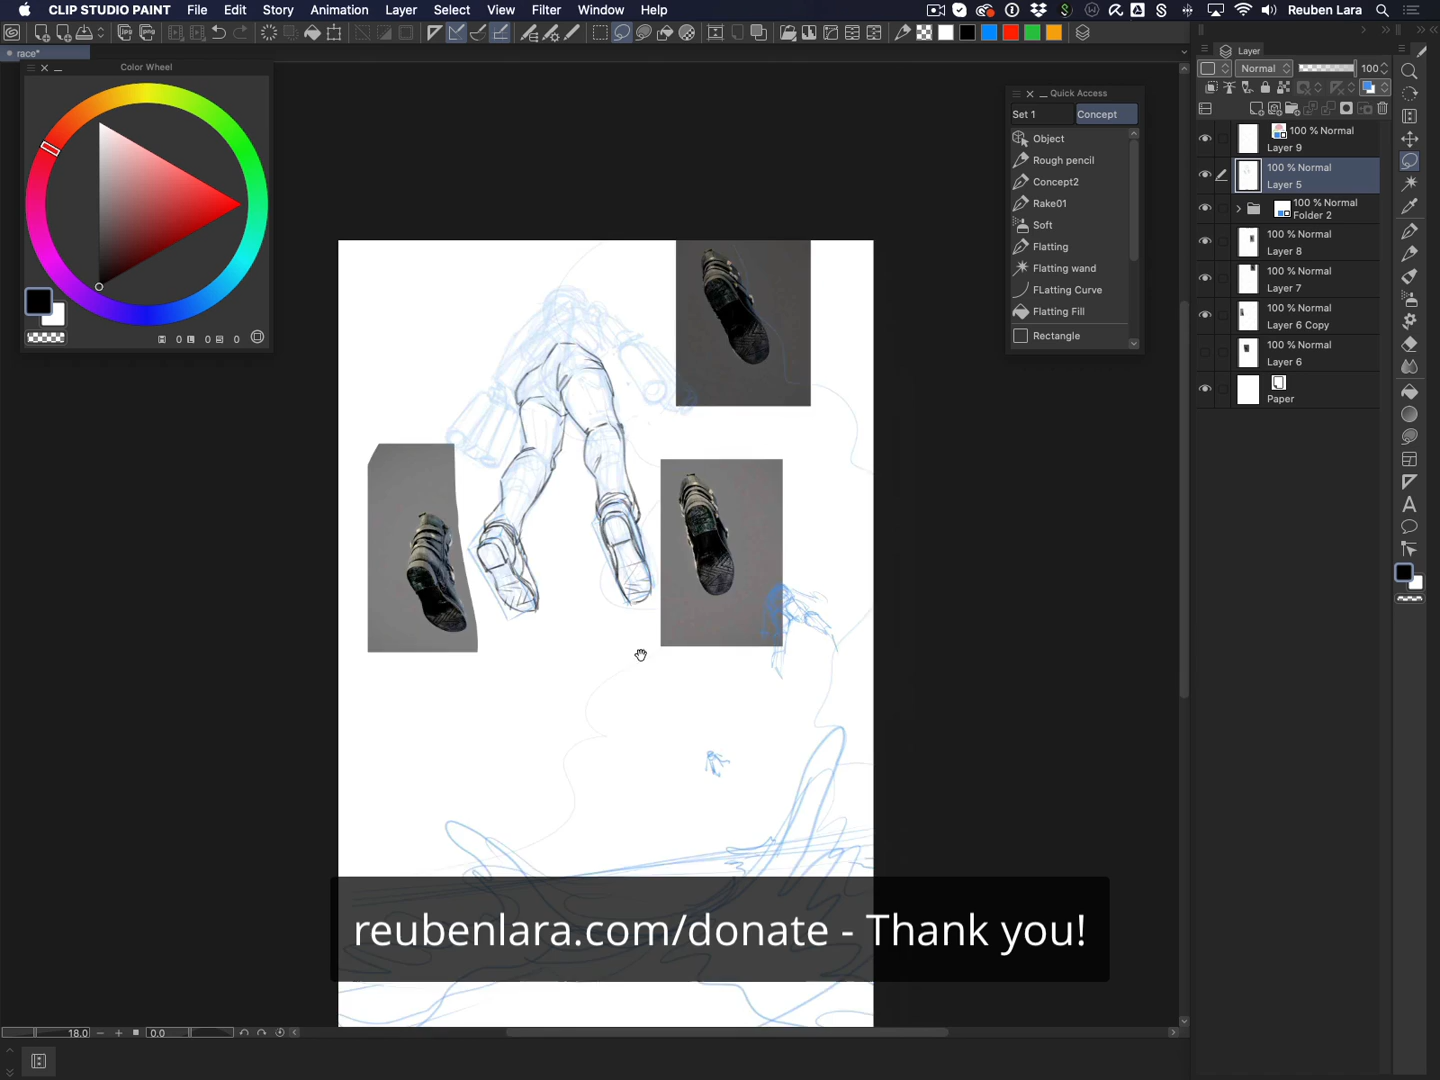 CLIP STUDIO PAINT File Edit Story Animation Layer Select View Filter Window Help Reuben Lara
race*
Color Wheel
0 0 0
Quick Access
Set 1 Concept
Object
Rough pencil
Concept2
Rake01
Soft
Flatting
Flatting wand
FLatting Curve
Flatting Fill
Rectangle
Layer
Normal 100
100 % Normal
Layer 9
100 % Normal
Layer 5
100 % Normal
Folder 2
100 % Normal
Layer 8
100 % Normal
Layer 7
100 % Normal
Layer 6 Copy
100 % Normal
Layer 6
Paper
reubenlara.com/donate - Thank you!
18.0 0.0